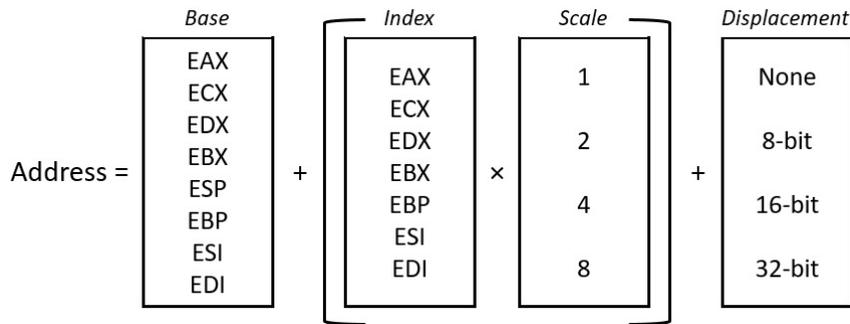 Base
Index
Scale
Displacement
Address =
EAX
ECX
EDX
EBX
ESP
EBP
ESI
EDI
+
EAX
ECX
EDX
EBX
EBP
ESI
EDI
×
1
2
4
8
+
None
8-bit
16-bit
32-bit